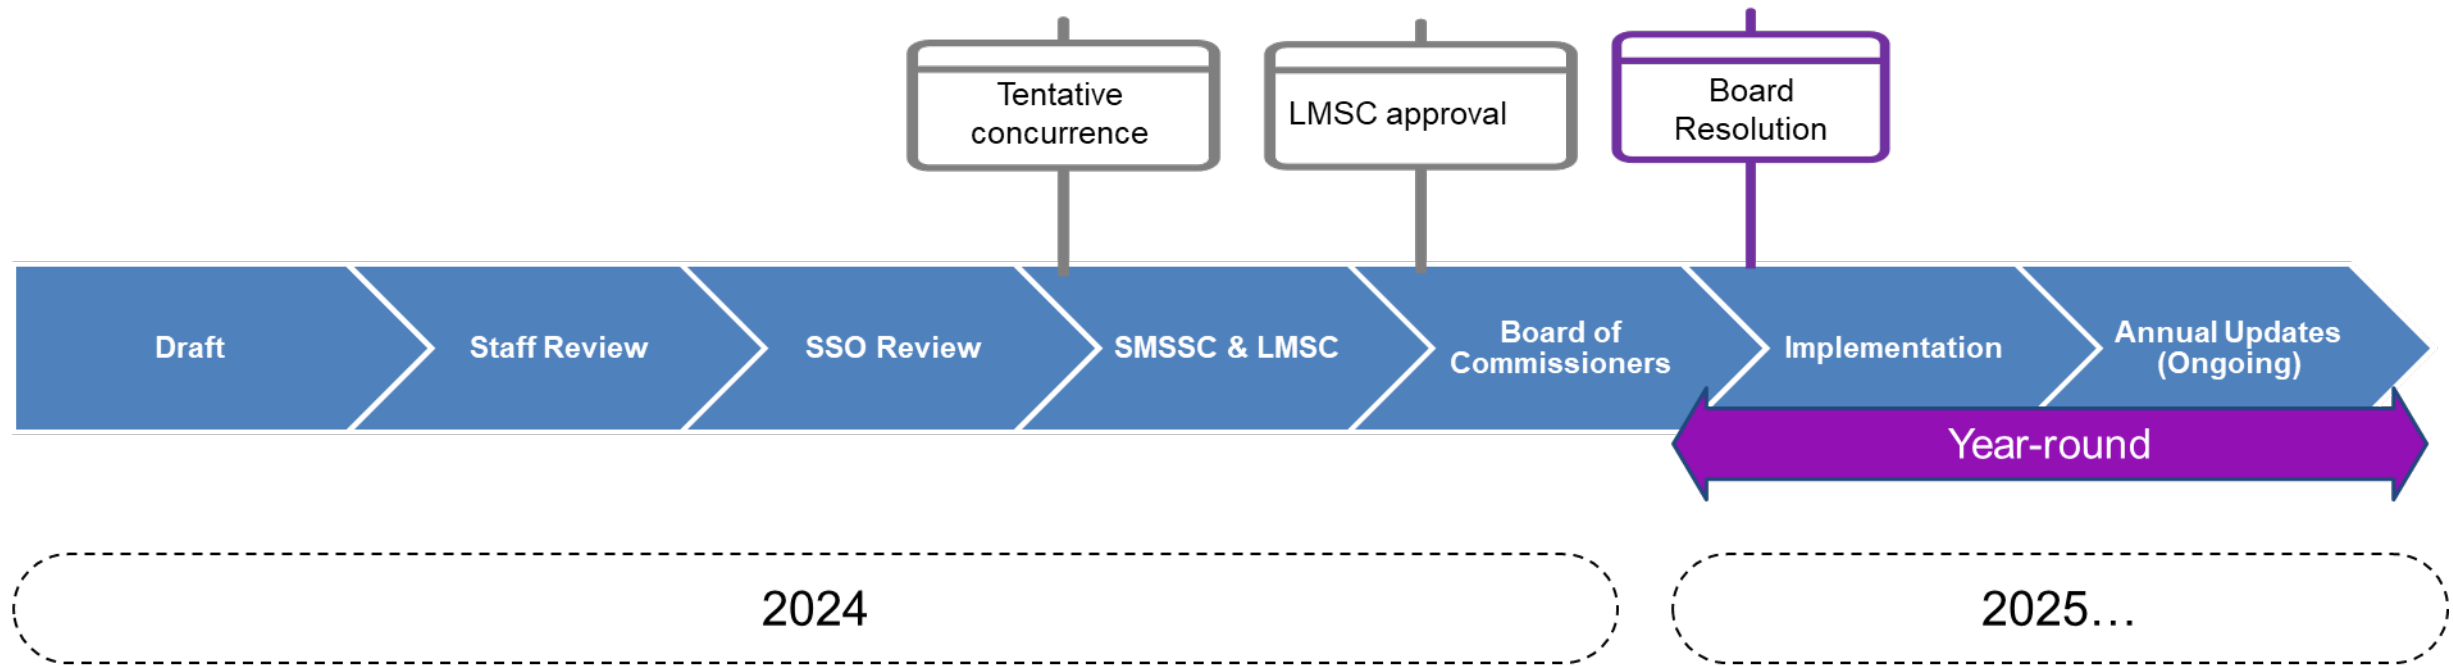 Tentative
concurrence
LMSC approval
Board
Resolution
Draft
Staff Review
SSO Review
SMSSC & LMSC
Board of
Commissioners
Implementation
Annual Updates
(Ongoing)
Year-round
2024
2025...